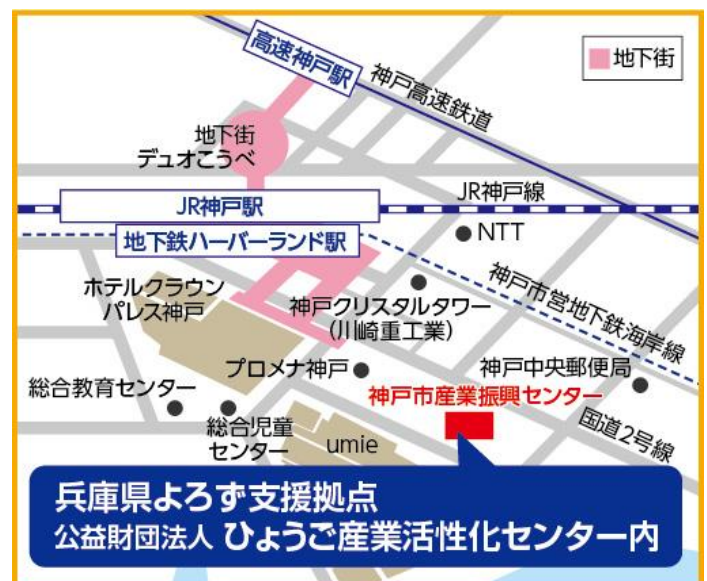 高速神戸駅
地下街
神戸高速鉄道
地下街
デュオこうべ
JR神戸線
JR神戸駅
NTT
地下鉄ハーバーランド駅
神戸市営地下鉄海岸線
ホテルクラウン
パレス神戸
神戸クリスタルタワー
(川崎重工業)
プロメナ神戸
神戸中央郵便局
総合教育センター
神戸市産業振興センター
国道2号線
総合児童
センター
umie
兵庫県よろず支援拠点
公益財団法人 ひょうご産業活性化センター内